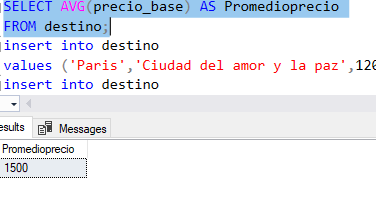 SELECT AVG(precio_base) AS Promedioprecio
FROM destino;
insert into destino
values ('Paris','Ciudad del amor y la paz',120
insert into destino
Messages
Promedioprecio
1500